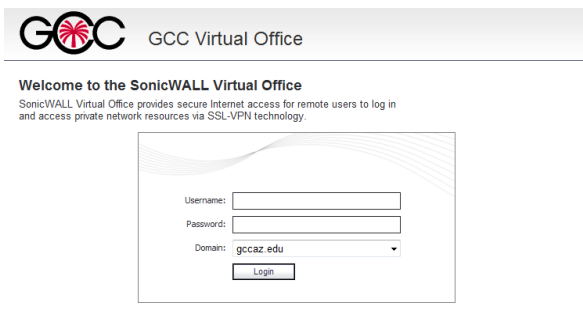 GCC GCC Virtual Office
Welcome to the SonicWALL Virtual Office
SonicWALL Virtual Office provides secure Internet access for remote users to log in
and access private network resources via SSL-VPN technology.
Username:
Password:
Domain: gccaz.edu
Login